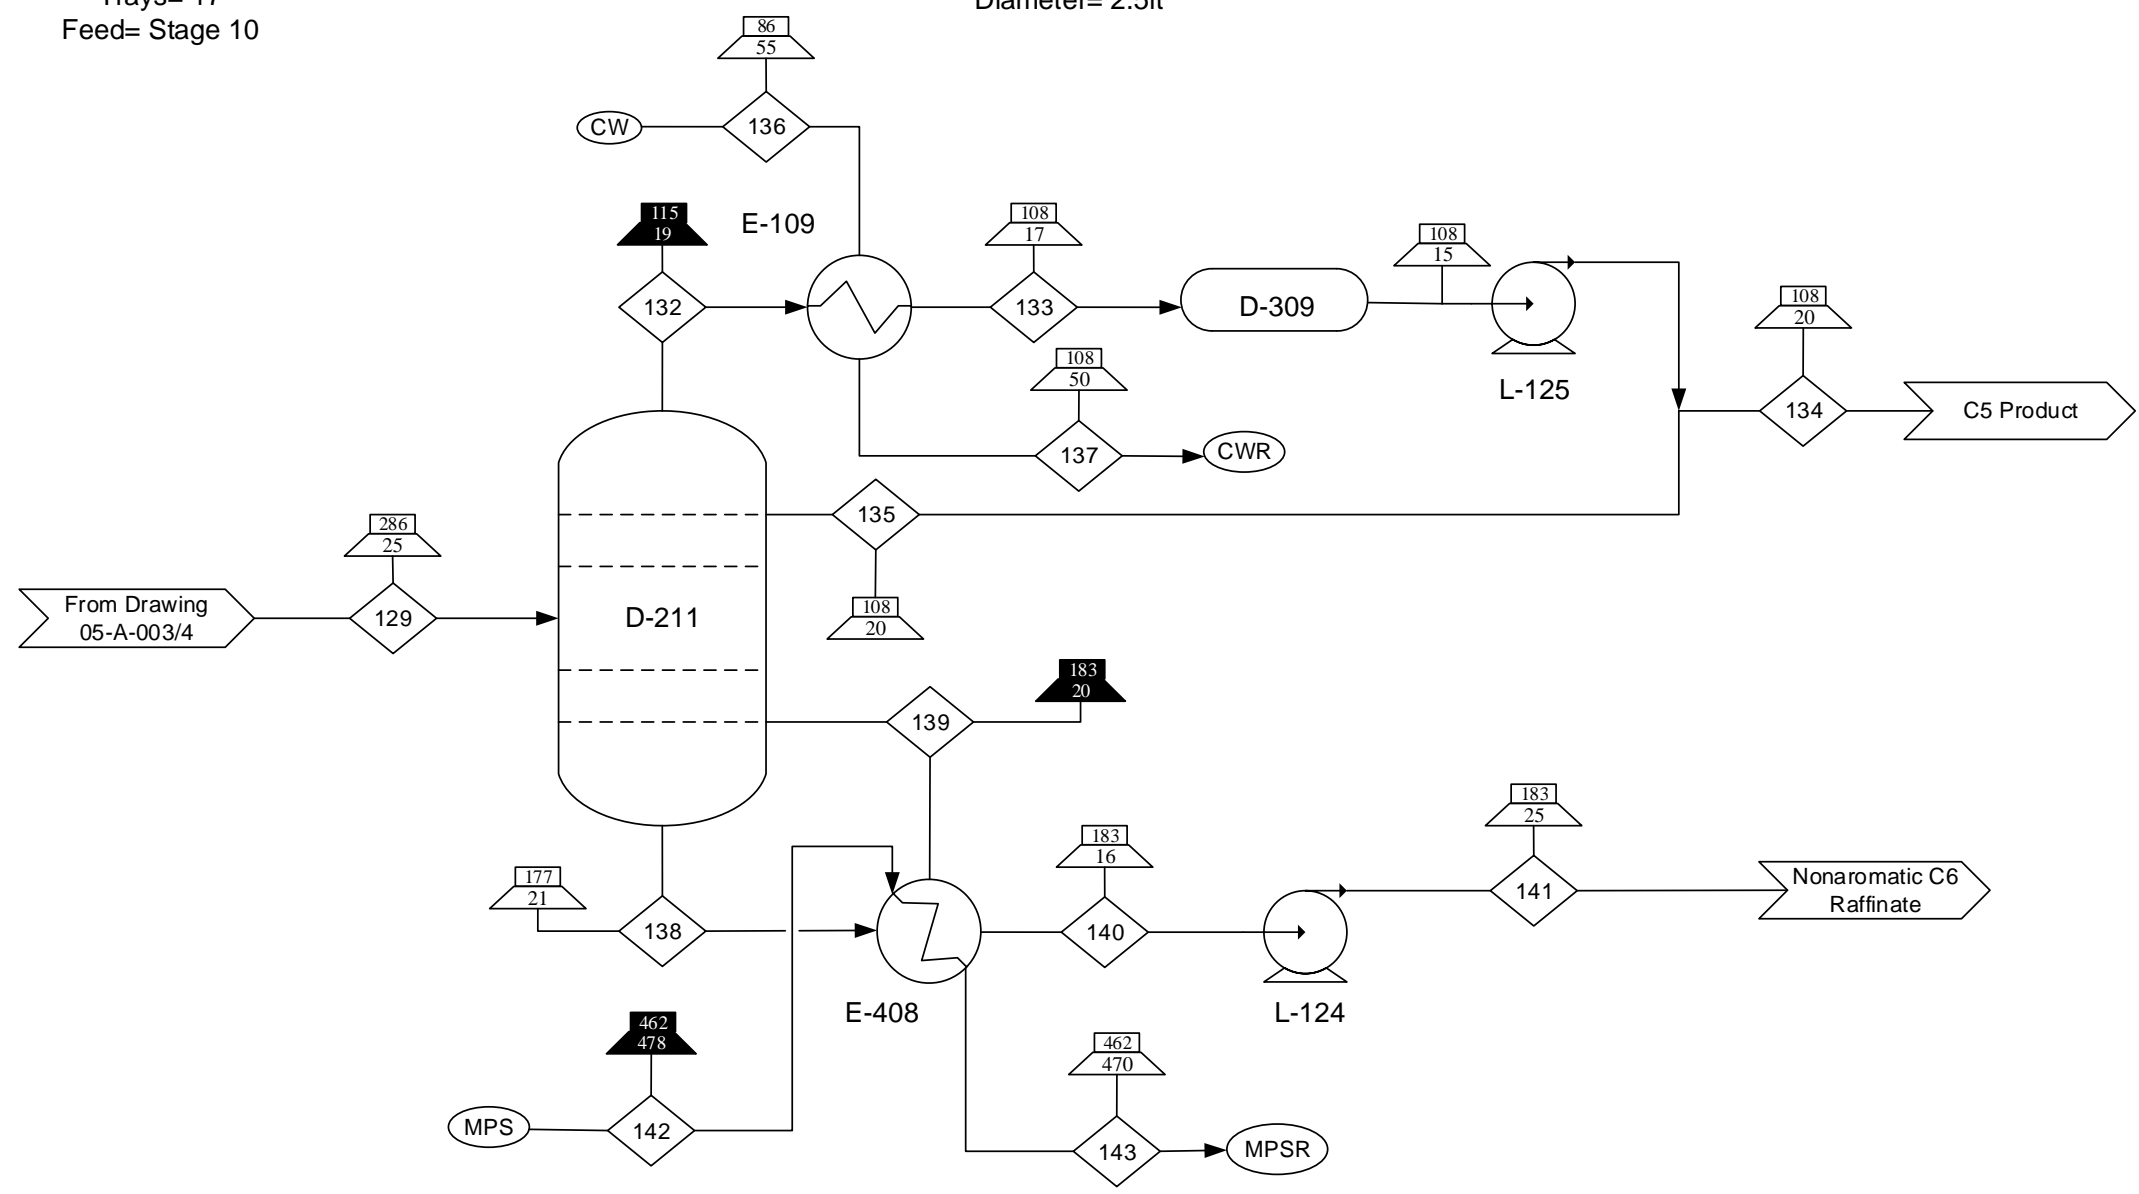 Trays= 17
Diameter= 2.5ft
Feed= Stage 10
86
55
CW
136
115
19
E-109
108
17
108
15
132
133
D-309
108
20
108
50
L-125
134
C5 Product
137
CWR
135
286
25
From Drawing
05-A-003/4
129
D-211
108
20
183
20
139
183
25
183
16
177
21
138
140
141
Nonaromatic C6
Raffinate
E-408
L-124
462
478
462
470
MPS
142
143
MPSR